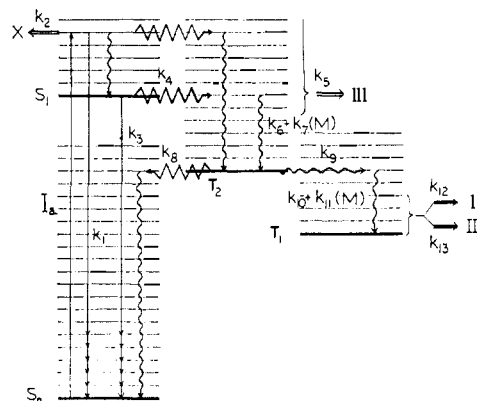 k2
X
k4
S1
k5
III
k3
k6 + k7 (M)
k8
k9
T2
k10 + k11 (M)
k12
I
Ia
II
k1
T1
k13
S0